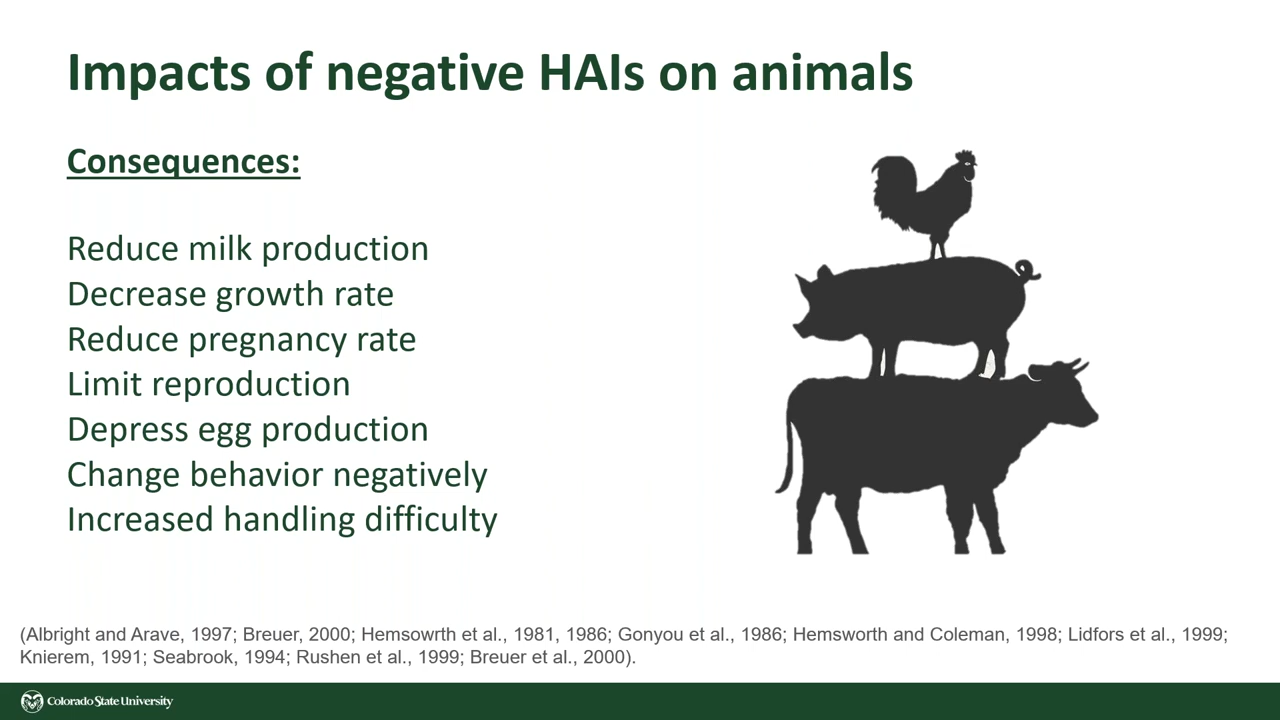 Impacts of negative HAIs on animals
Consequences:
Reduce milk production
Decrease growth rate
Reduce pregnancy rate
Limit reproduction
Depress egg production
Change behavior negatively
Increased handling difficulty
(Albright and Arave, 1997; Breuer, 2000; Hemsowrth et al., 1981, 1986; Gonyou et al., 1986; Hemsworth and Coleman, 1998; Lidfors et al., 1999;
Knierem, 1991; Seabrook, 1994; Rushen et al., 1999; Breuer et al., 2000).
Colorado State University